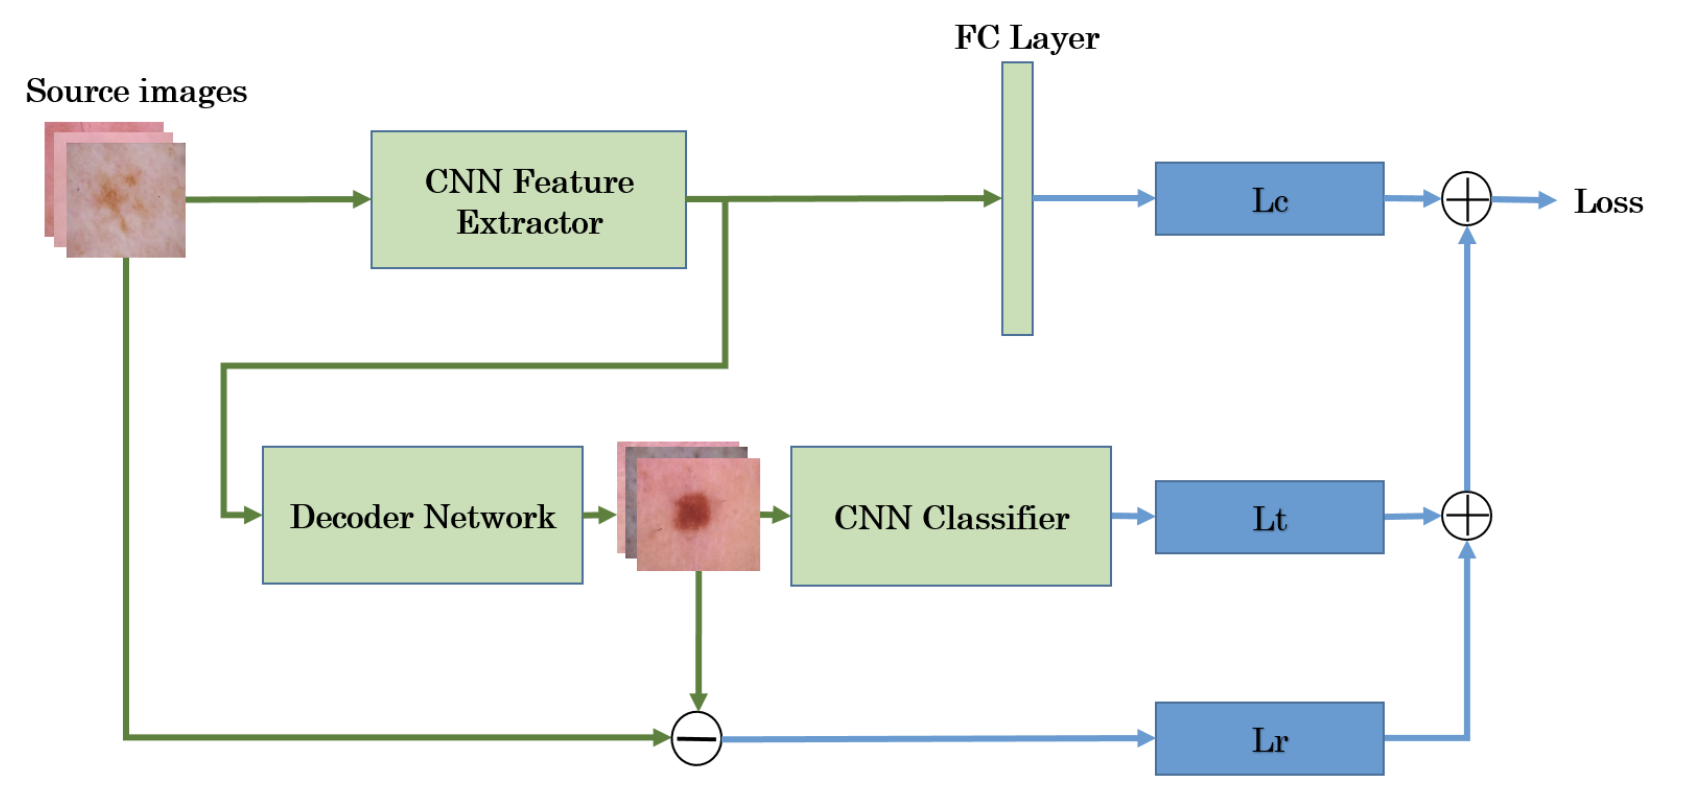 FC Layer
Source images
CNN Feature
Extractor
Lc
Loss
Decoder Network
CNN Classifier
Lt
Lr